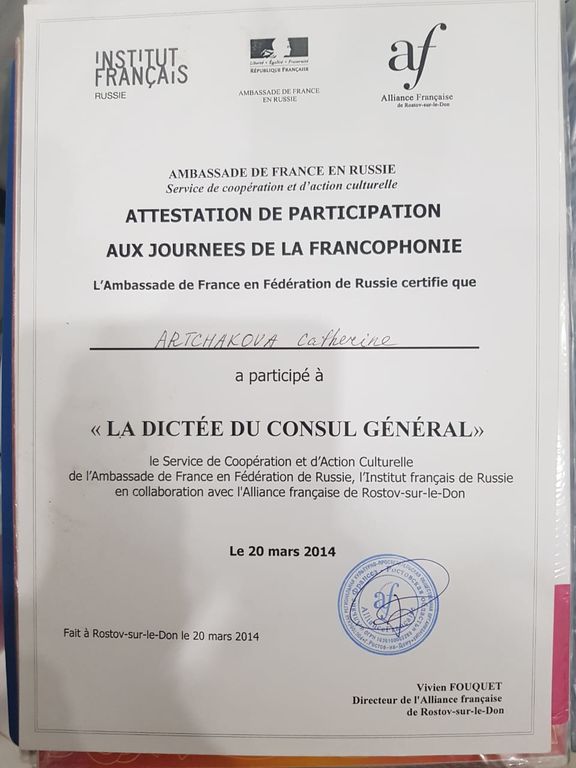 INSTITUT
FRANÇAIS
RUSSIE
Liberté • Égalité • Fraternité
RÉPUBLIQUE FRANÇAISE
AMBASSADE DE FRANCE
EN RUSSIE
af
Alliance Française
de Rostov-sur-le-Don
AMBASSADE DE FRANCE EN RUSSIE
Service de coopération et d'action culturelle
ATTESTATION DE PARTICIPATION
AUX JOURNEES DE LA FRANCOPHONIE
L'Ambassade de France en Fédération de Russie certifie que
ARTCHAKOVA Catherine
a participé à
« LA DICTÉE DU CONSUL GÉNÉRAL»
le Service de Coopération et d'Action Culturelle
de l'Ambassade de France en Fédération de Russie, l'Institut français de Russie
en collaboration avec l'Alliance française de Rostov-sur-le-Don
Le 20 mars 2014
af
Alliance Française
Fait à Rostov-sur-le-Don le 20 mars 2014
Vivien FOUQUET
Directeur de l'Alliance française
de Rostov-sur-le-Don